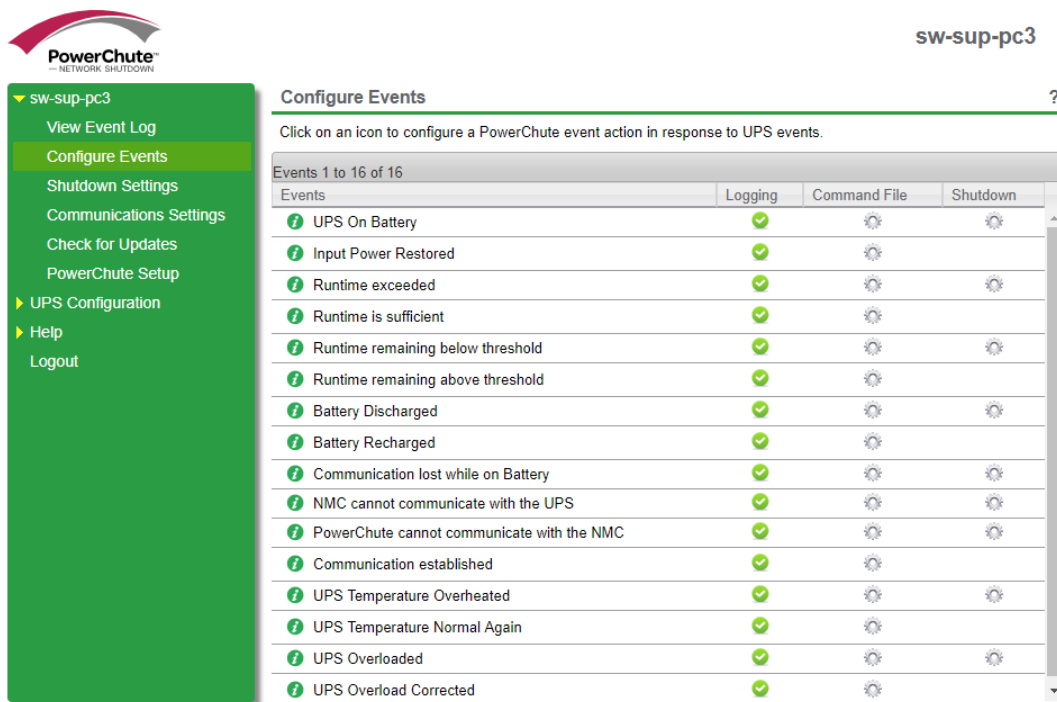 PowerChute™
— NETWORK SHUTDOWN
sw-sup-pc3
sw-sup-pc3
View Event Log
Configure Events
Shutdown Settings
Communications Settings
Check for Updates
PowerChute Setup
UPS Configuration
Help
Logout
Configure Events
?
Click on an icon to configure a PowerChute event action in response to UPS events.
Events 1 to 16 of 16
Events Logging Command File Shutdown
UPS On Battery
Input Power Restored
Runtime exceeded
Runtime is sufficient
Runtime remaining below threshold
Runtime remaining above threshold
Battery Discharged
Battery Recharged
Communication lost while on Battery
NMC cannot communicate with the UPS
PowerChute cannot communicate with the NMC
Communication established
UPS Temperature Overheated
UPS Temperature Normal Again
UPS Overloaded
UPS Overload Corrected